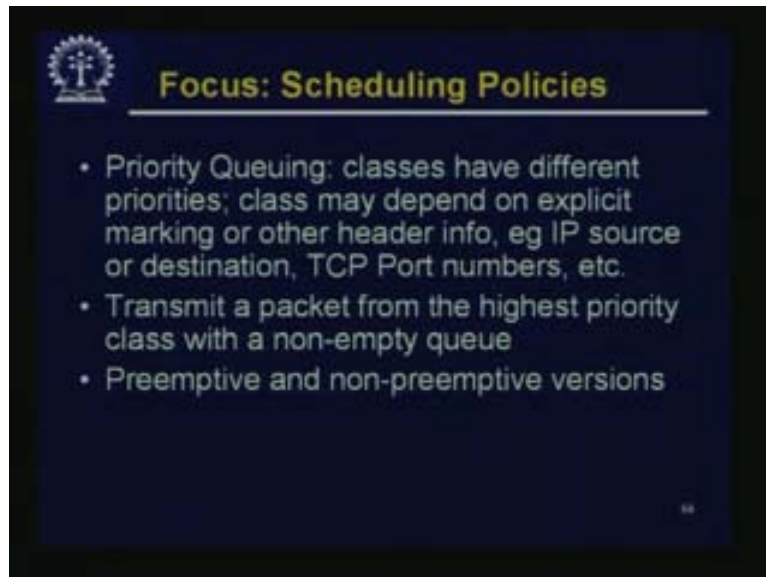 Focus: Scheduling Policies
• Priority Queuing: classes have different
priorities; class may depend on explicit
marking or other header info, eg IP source
or destination, TCP Port numbers, etc.
• Transmit a packet from the highest priority
class with a non-empty queue
• Preemptive and non-preemptive versions